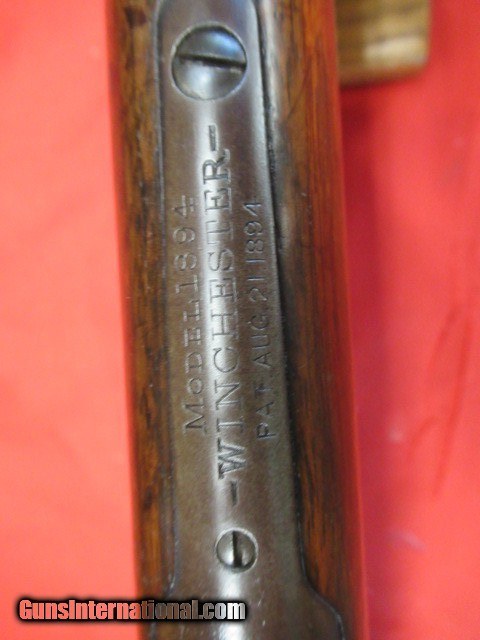 MODEL 1894
-WINCHESTER-
PAT. AUG. 21. 1894
GunsInternational.com